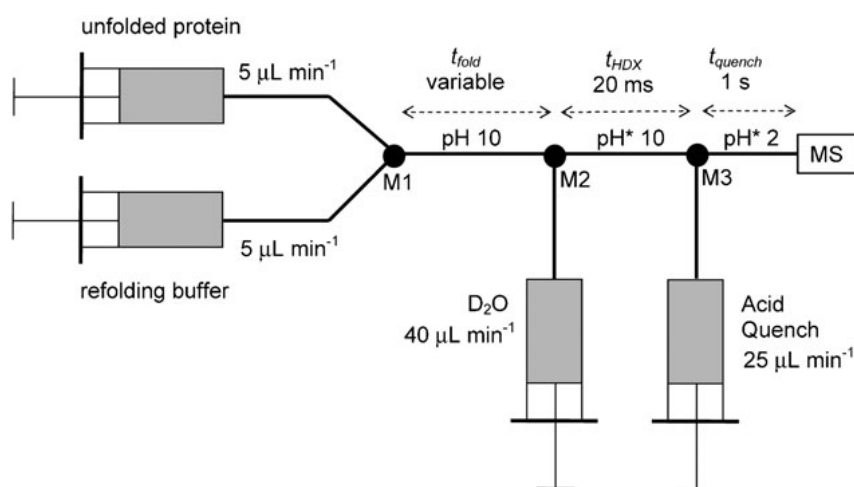 unfolded protein
5 µL min⁻¹
t_fold
variable
t_HDX
20 ms
t_quench
1 s
pH 10
pH* 10
pH* 2
MS
M1
M2
M3
5 µL min⁻¹
refolding buffer
D₂O
40 µL min⁻¹
Acid
Quench
25 µL min⁻¹